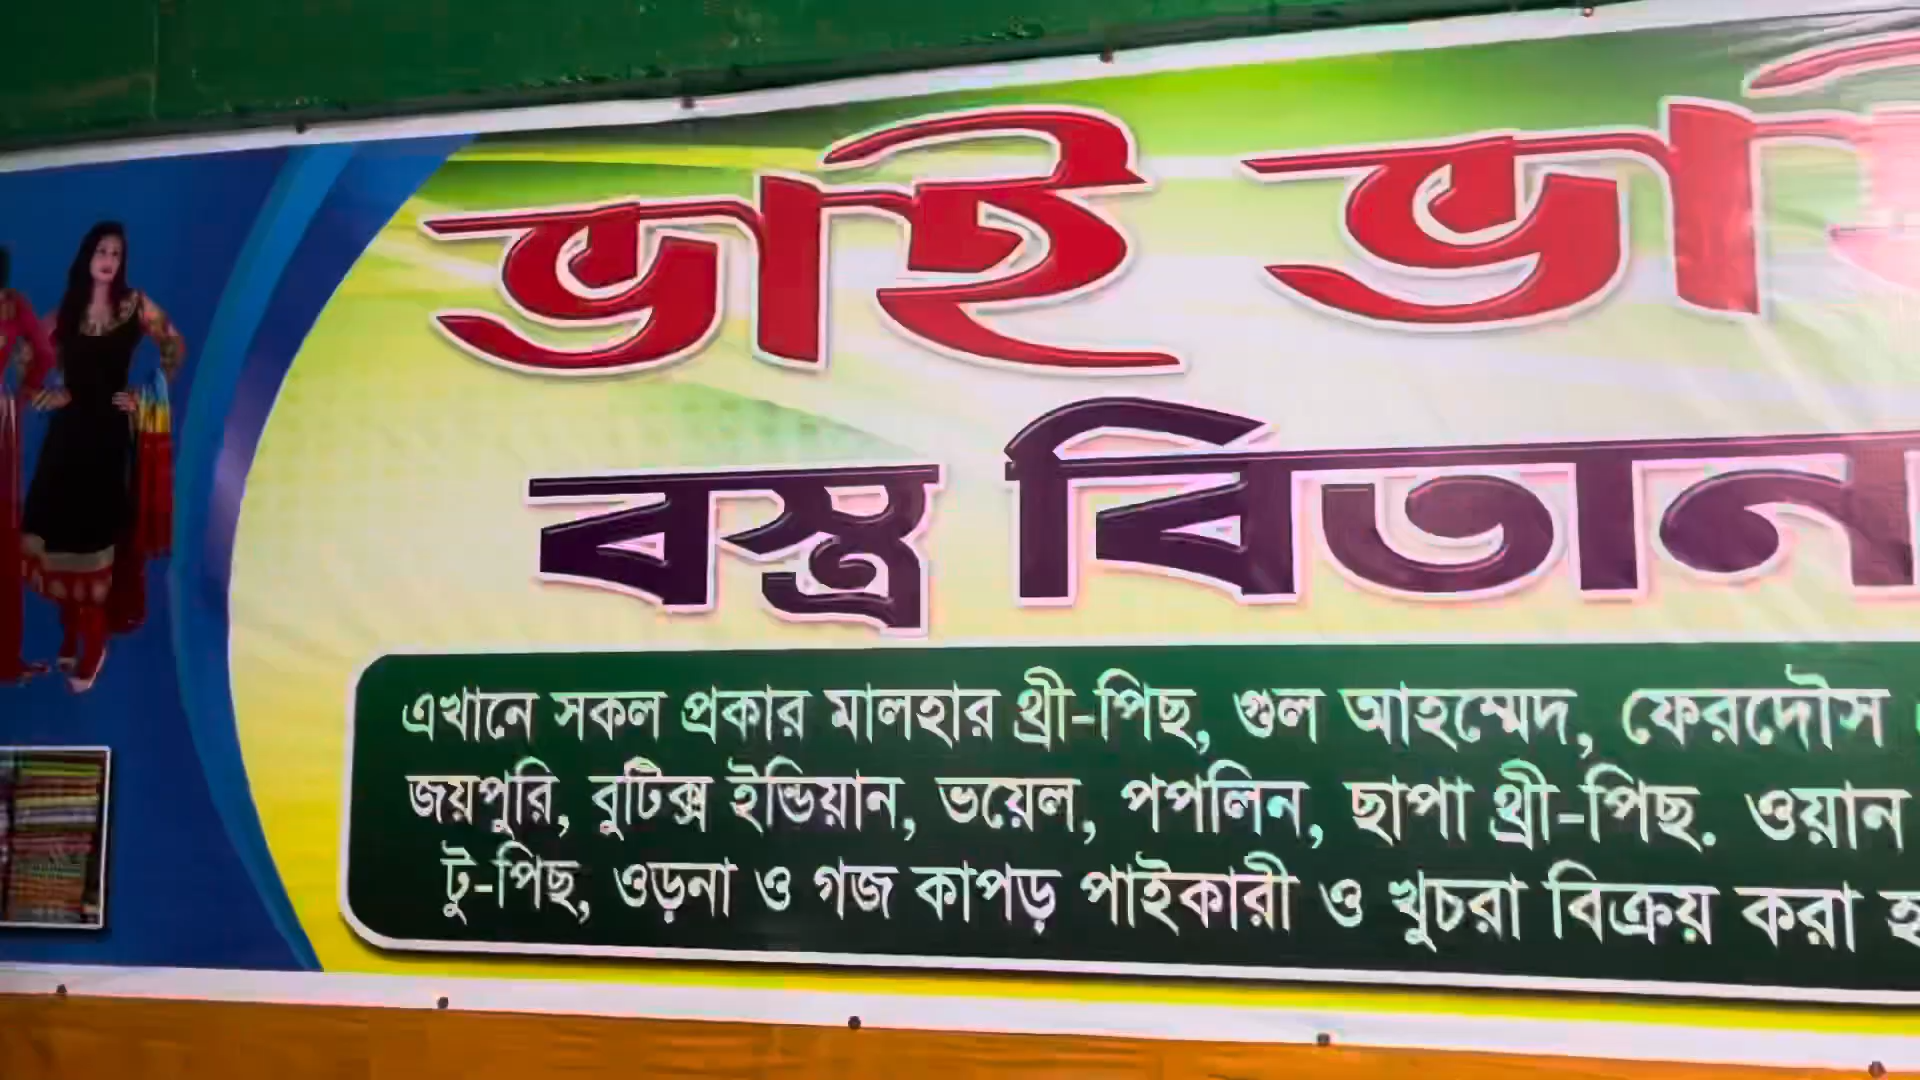 ভাই
বস্ত্র বিতান
এখানে সকল প্রকার মালহার থ্রী-পিছ, গুল আহম্মেদ, ফেরদৌস
জয়পুরি, বুটিক্স ইন্ডিয়ান, ভয়েল, পপলিন, ছাপা থ্রী-পিছ. ওয়ান
টু-পিছ, ওড়না ও গজ কাপড় পাইকারী ও খুচরা বিক্রয় করা